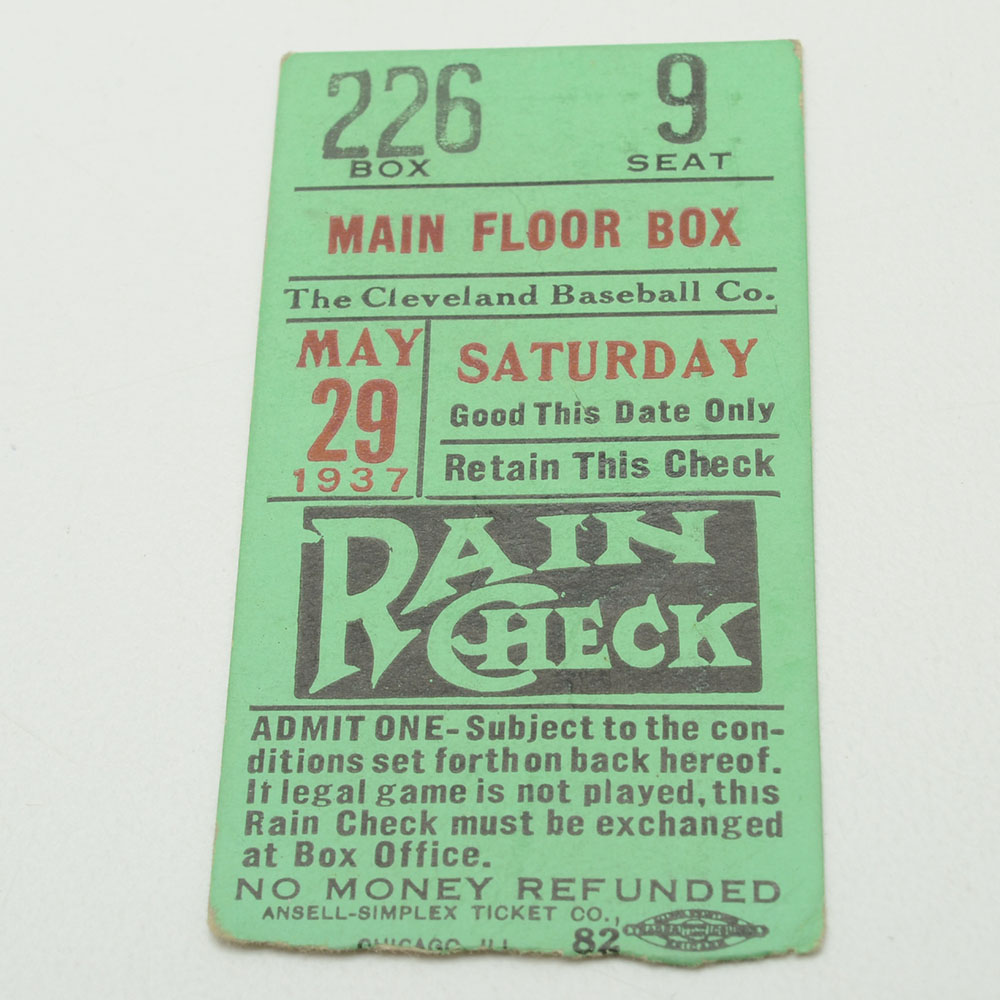 226 9
BOX SEAT
MAIN FLOOR BOX
The Cleveland Baseball Co.
MAY
29
1937
SATURDAY
Good This Date Only
Retain This Check
RAIN
CHECK
ADMIT ONE- Subject to the con-
ditions set forth on back hereof.
If legal game is not played, this
Rain Check must be exchanged
at Box Office.
NO MONEY REFUNDED
ANSELL-SIMPLEX TICKET CO.,
CHICAGO, ILL. 82